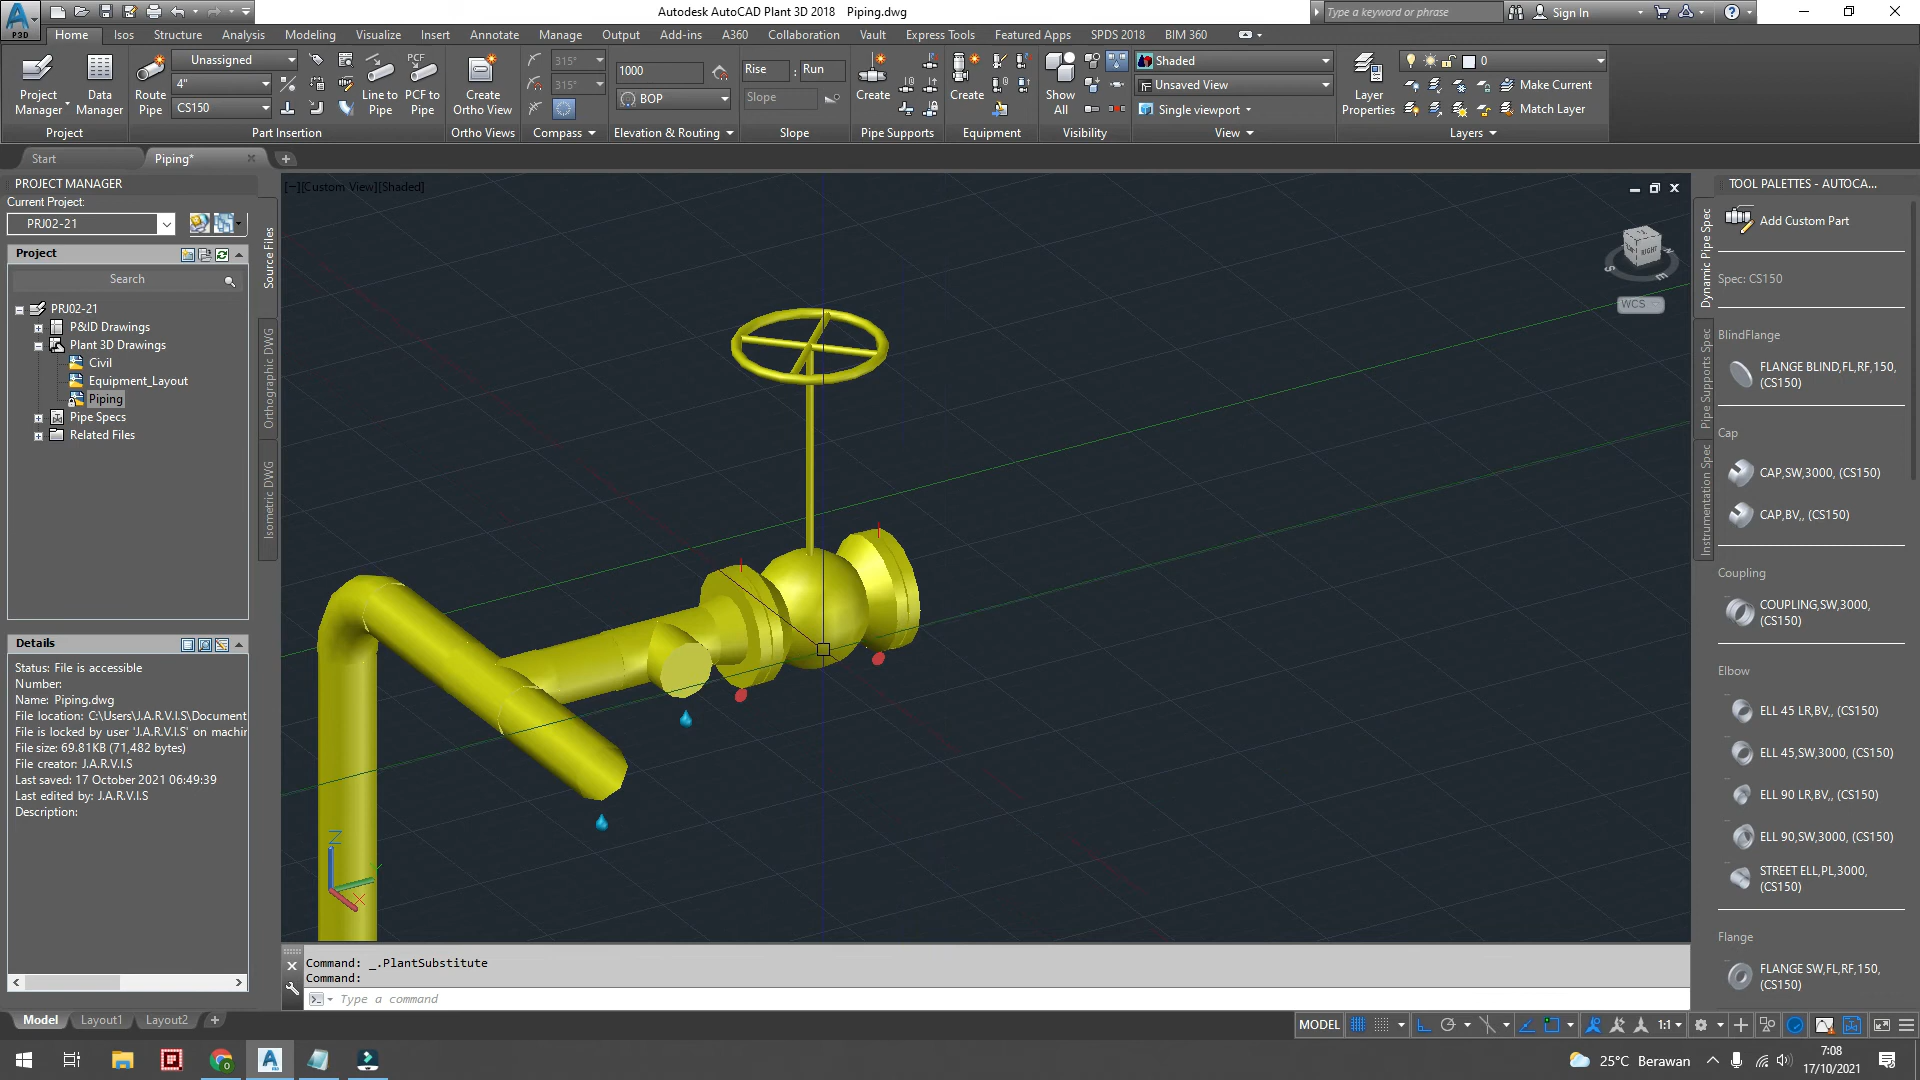 Autodesk AutoCAD Plant 3D 2018 Piping.dwg
Type a keyword or phrase
Sign In
P3D
Home Isos Structure Analysis Modeling Visualize Insert Annotate Manage Output Add-ins A360 Collaboration Vault Express Tools Featured Apps SPDS 2018 BIM 360
Project Manager
Data Manager
Project
Route Pipe
Unassigned
4"
CS150
PCF
Line to Pipe
PCF to Pipe
Part Insertion
Create Ortho View
Ortho Views
315°
315°
Compass
1000
BOP
Elevation & Routing
Rise : Run
Slope
Slope
Create
Pipe Supports
Create
Equipment
Show All
Visibility
Shaded
Unsaved View
Single viewport
View
Layer Properties
0
Make Current
Match Layer
Layers
Start
Piping*
PROJECT MANAGER
Current Project:
PRJ02-21
Project
Search
PRJ02-21
P&ID Drawings
Plant 3D Drawings
Civil
Equipment_Layout
Piping
Pipe Specs
Related Files
Source Files
Orthographic DWG
Isometric DWG
Details
Status: File is accessible
Number:
Name: Piping.dwg
File location: C:\Users\J.A.R.V.I.S\Document
File is locked by user 'J.A.R.V.I.S' on machin
File size: 69.81KB (71,482 bytes)
File creator: J.A.R.V.I.S
Last saved: 17 October 2021 06:49:39
Last edited by: J.A.R.V.I.S
Description:
[−][Custom View][Shaded]
RIGHT
S
E
WCS
Z
Y
X
TOOL PALETTES - AUTOCA...
Dynamic Pipe Spec
Pipe Supports Spec
Instrumentation Spec
Add Custom Part
Spec: CS150
BlindFlange
FLANGE BLIND,FL,RF,150, (CS150)
Cap
CAP,SW,3000, (CS150)
CAP,BV,, (CS150)
Coupling
COUPLING,SW,3000, (CS150)
Elbow
ELL 45 LR,BV,, (CS150)
ELL 45,SW,3000, (CS150)
ELL 90 LR,BV,, (CS150)
ELL 90,SW,3000, (CS150)
STREET ELL,PL,3000, (CS150)
Flange
FLANGE SW,FL,RF,150, (CS150)
Command: _.PlantSubstitute
Command:
Type a command
Model Layout1 Layout2
MODEL
1:1
25°C Berawan
7:08
17/10/2021